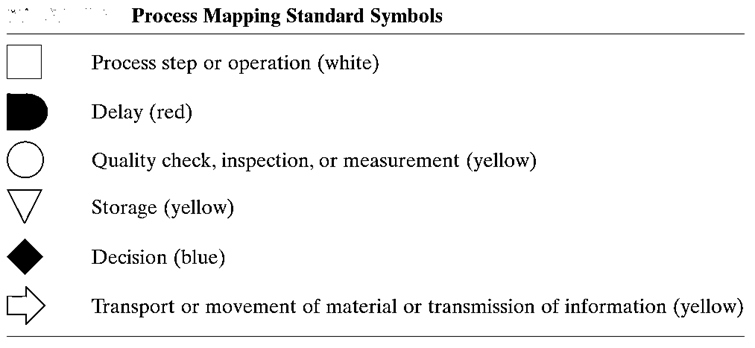 Process Mapping Standard Symbols
Process step or operation (white)
Delay (red)
Quality check, inspection, or measurement (yellow)
Storage (yellow)
Decision (blue)
Transport or movement of material or transmission of information (yellow)